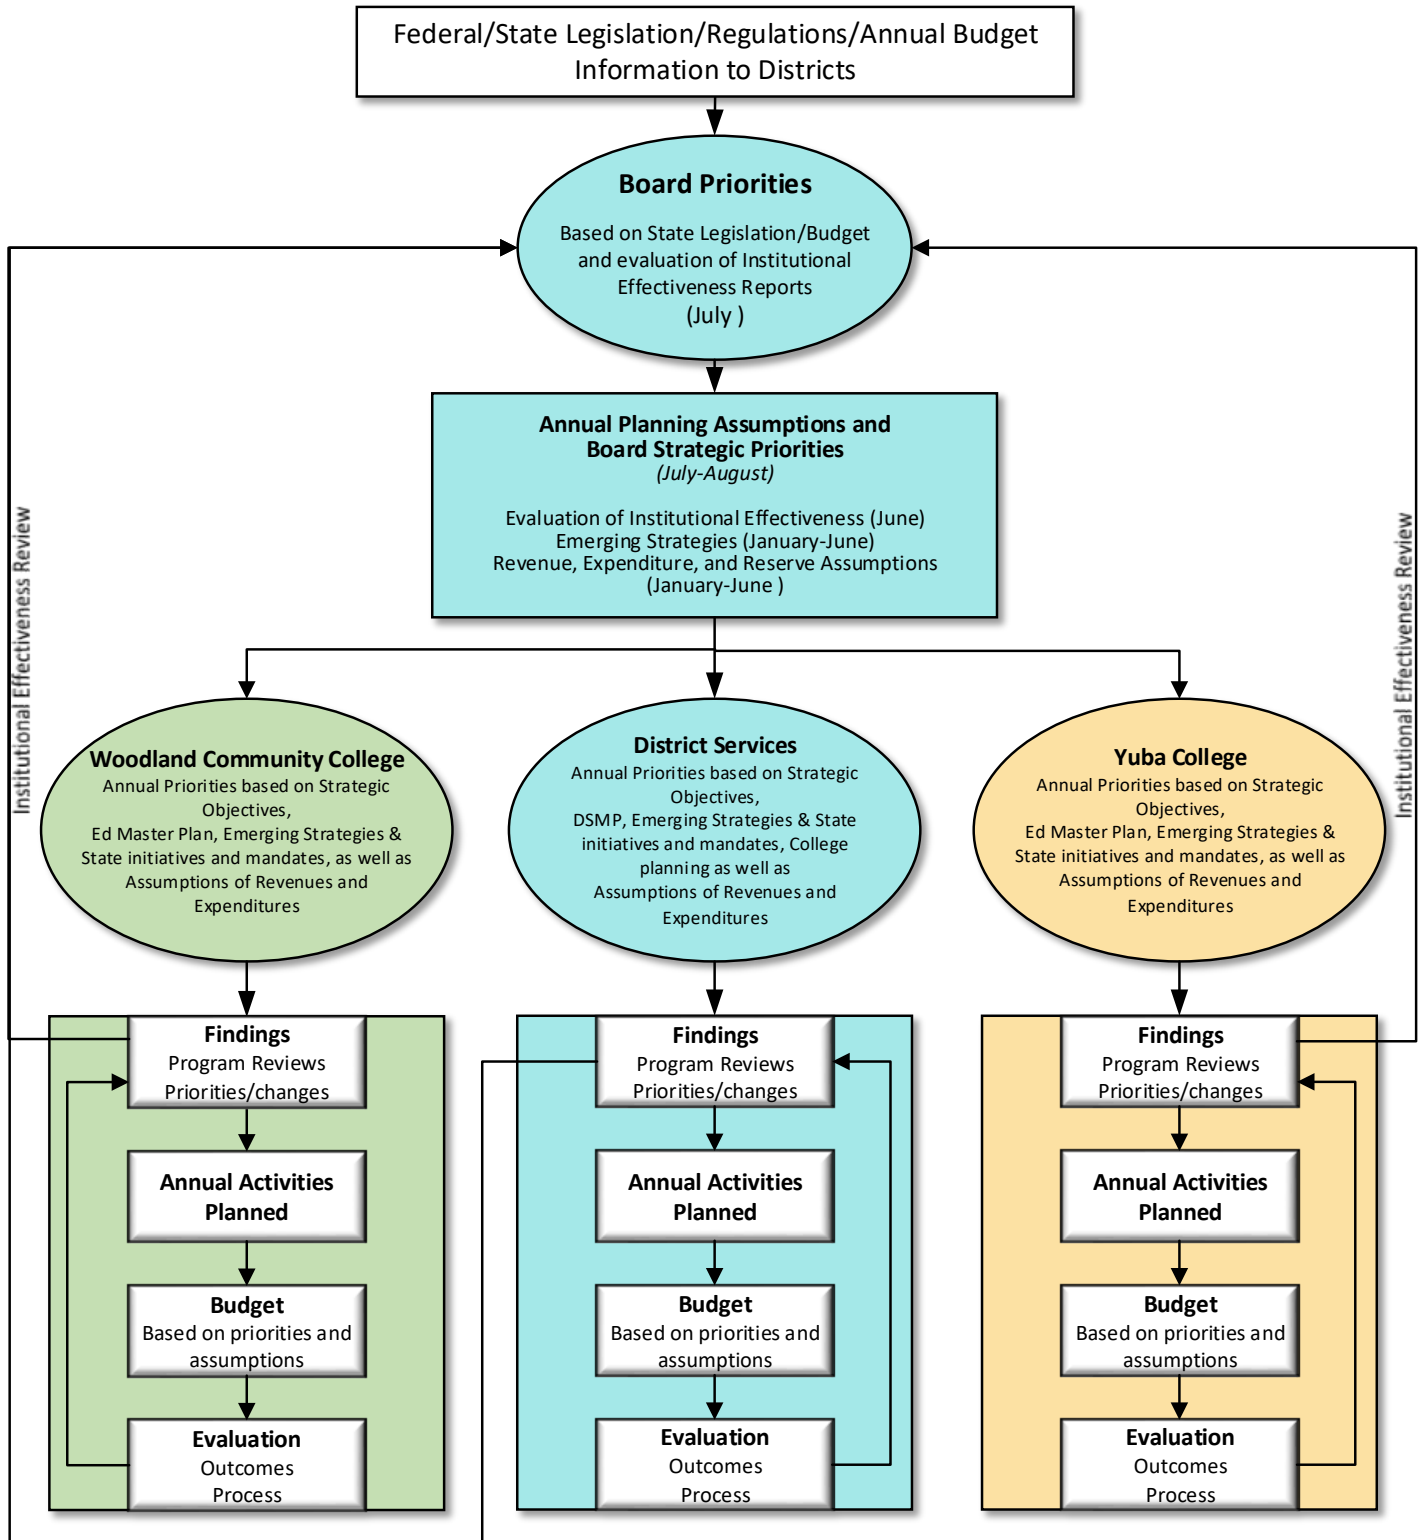 Federal/State Legislation/Regulations/Annual Budget
Information to Districts
Board Priorities
Based on State Legislation/Budget
and evaluation of Institutional
Effectiveness Reports
(July )
Annual Planning Assumptions and
Board Strategic Priorities
(July-August)
Evaluation of Institutional Effectiveness (June)
Emerging Strategies (January-June)
Revenue, Expenditure, and Reserve Assumptions
(January-June )
Institutional Effectiveness Review
Institutional Effectiveness Review
Woodland Community College
Annual Priorities based on Strategic
Objectives,
Ed Master Plan, Emerging Strategies &
State initiatives and mandates, as well as
Assumptions of Revenues and
Expenditures
District Services
Annual Priorities based on Strategic
Objectives,
DSMP, Emerging Strategies & State
initiatives and mandates, College
planning as well as
Assumptions of Revenues and
Expenditures
Yuba College
Annual Priorities based on Strategic
Objectives,
Ed Master Plan, Emerging Strategies &
State initiatives and mandates, as well as
Assumptions of Revenues and
Expenditures
Findings
Program Reviews
Priorities/changes
Annual Activities
Planned
Budget
Based on priorities and
assumptions
Evaluation
Outcomes
Process
Findings
Program Reviews
Priorities/changes
Annual Activities
Planned
Budget
Based on priorities and
assumptions
Evaluation
Outcomes
Process
Findings
Program Reviews
Priorities/changes
Annual Activities
Planned
Budget
Based on priorities and
assumptions
Evaluation
Outcomes
Process